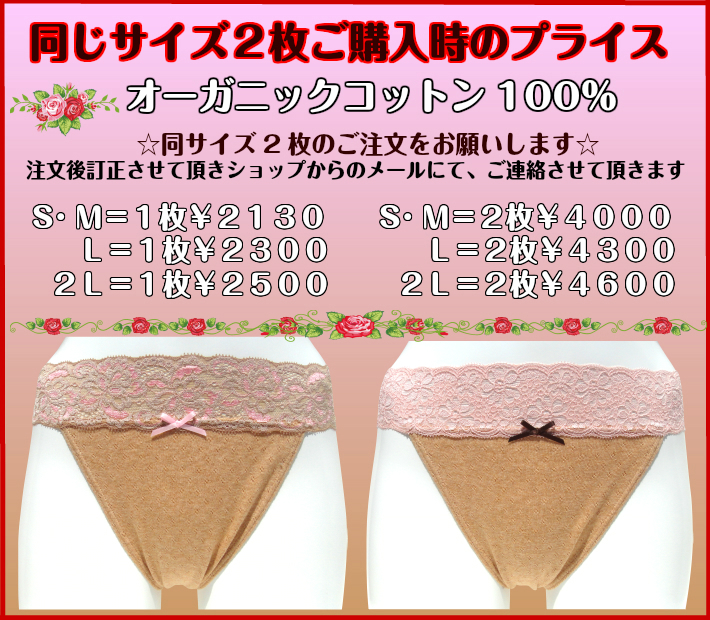 同じサイズ２枚ご購入時のプライス
オーガニックコットン100%
☆同サイズ２枚のご注文をお願いします☆
注文後訂正させて頂きショップからのメールにて、ご連絡させて頂きます
S・M＝1枚￥２１３０　S・M＝2枚￥４０００
L＝1枚￥２３００　L＝2枚￥４３００
２L＝1枚￥２５００　２L＝2枚￥４６００